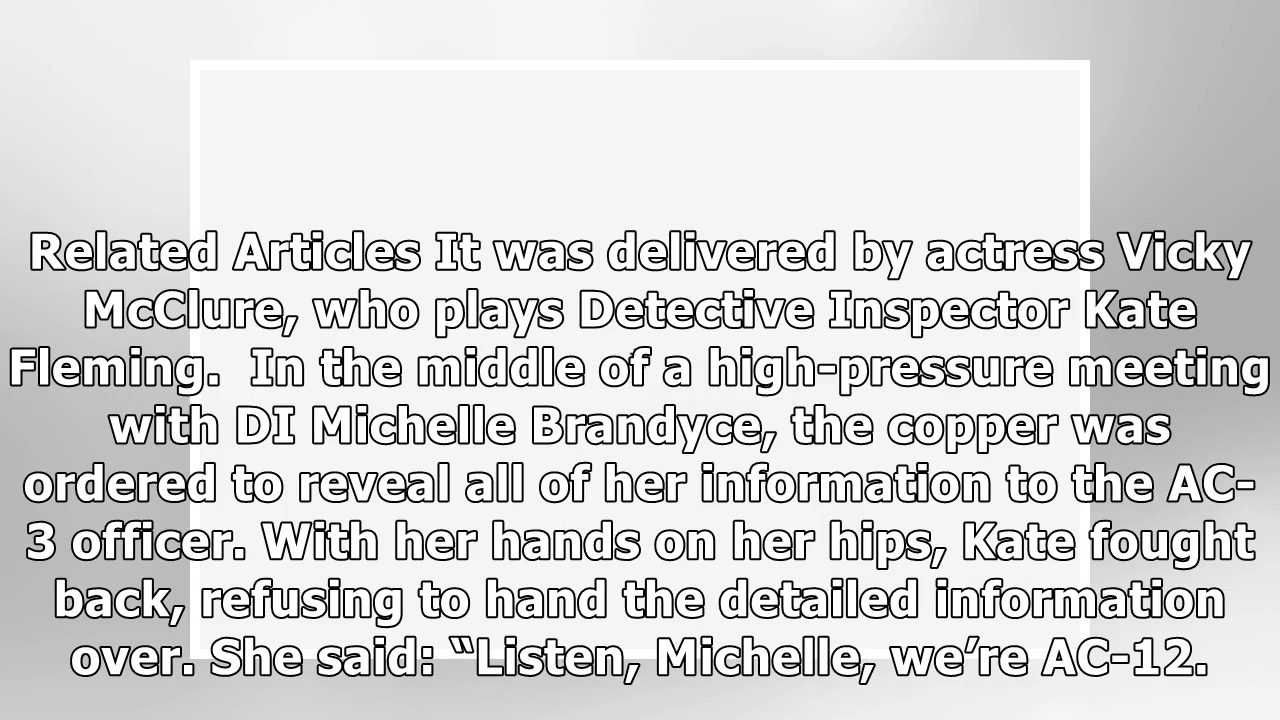 Related Articles It was delivered by actress Vicky
McClure, who plays Detective Inspector Kate
Fleming.  In the middle of a high-pressure meeting
with DI Michelle Brandyce, the copper was
ordered to reveal all of her information to the AC-
3 officer. With her hands on her hips, Kate fought
back, refusing to hand the detailed information
over. She said: “Listen, Michelle, we’re AC-12.